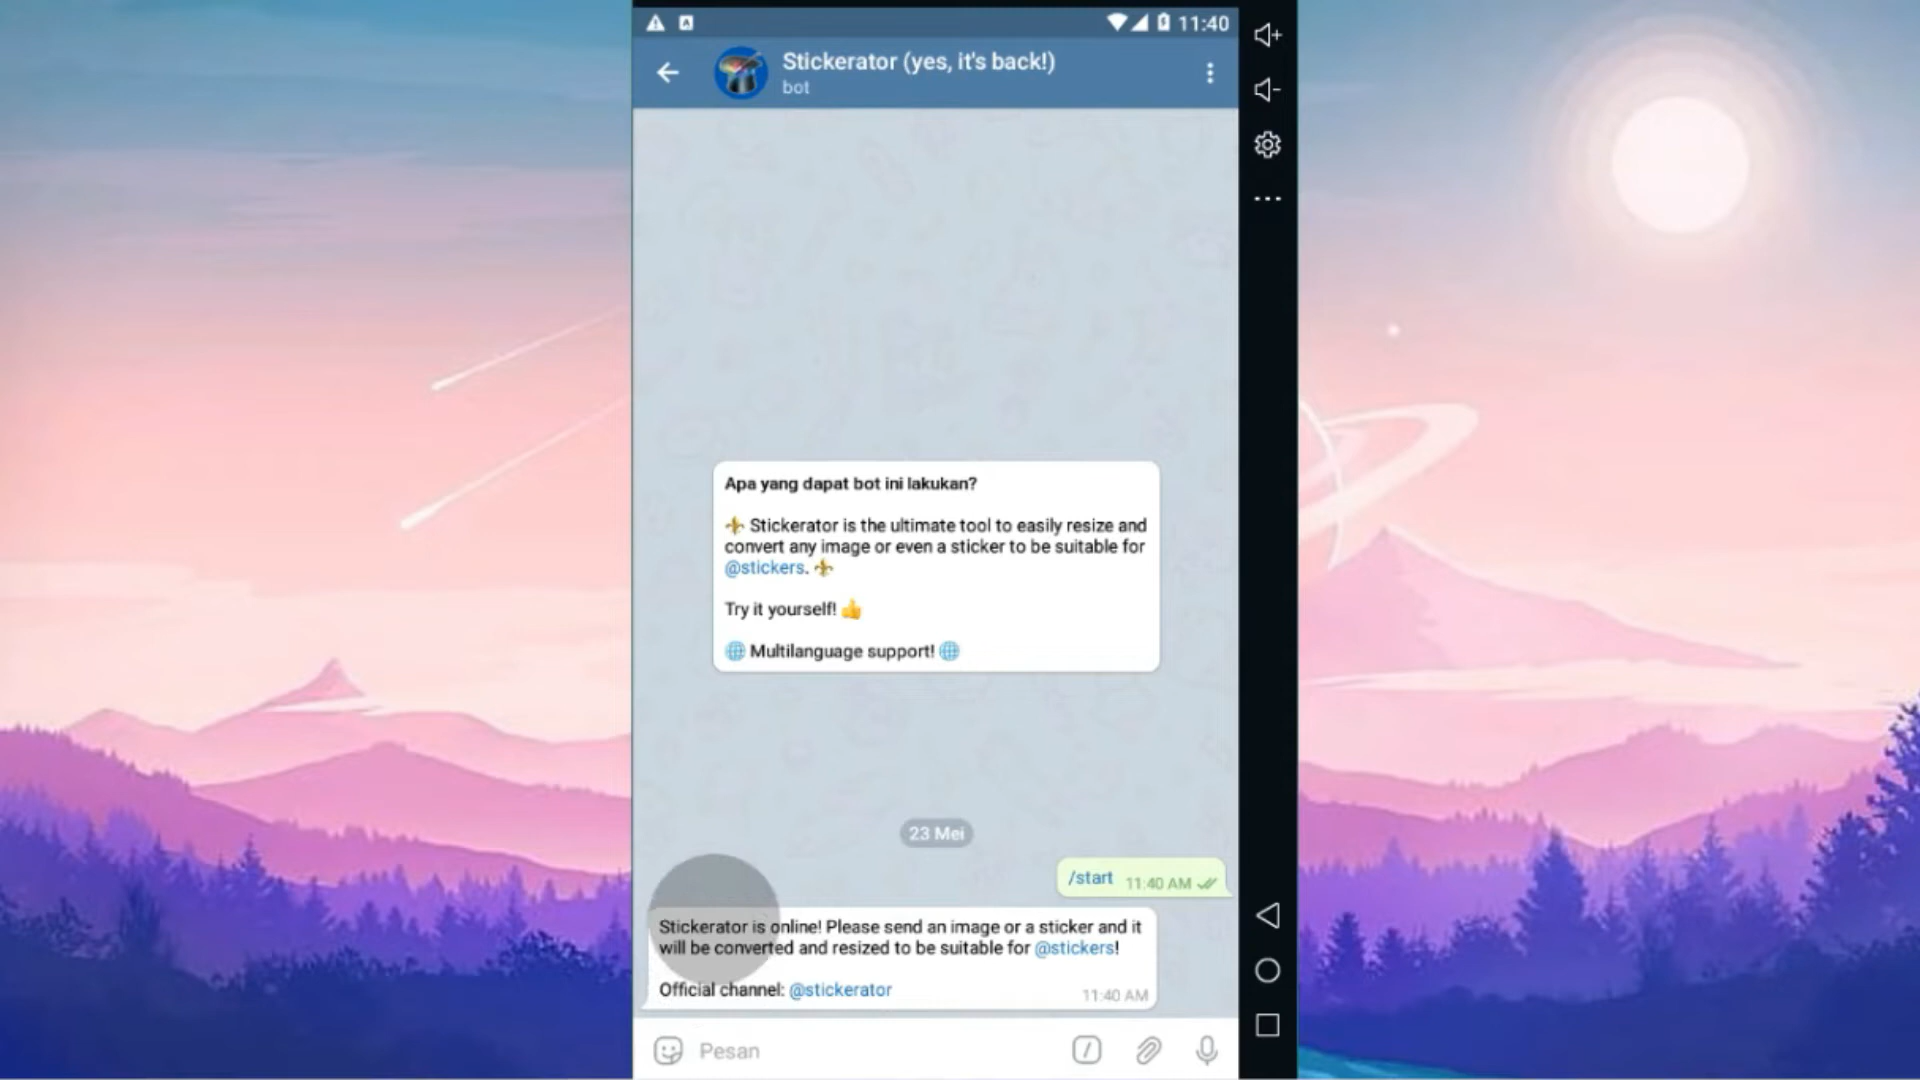 11:40
Stickerator (yes, it's back!)
bot
Apa yang dapat bot ini lakukan?
⚜️ Stickerator is the ultimate tool to easily resize and
convert any image or even a sticker to be suitable for
@stickers. ⚜️
Try it yourself! 👍
🌐 Multilanguage support! 🌐
23 Mei
/start 11:40 AM
Stickerator is online! Please send an image or a sticker and it
will be converted and resized to be suitable for @stickers!
Official channel: @stickerator
11:40 AM
Pesan